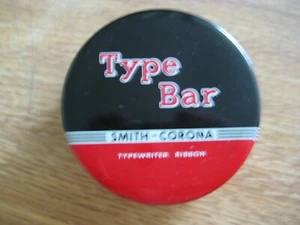 Type
Bar
SMITH-CORONA
TYPEWRITER RIBBON